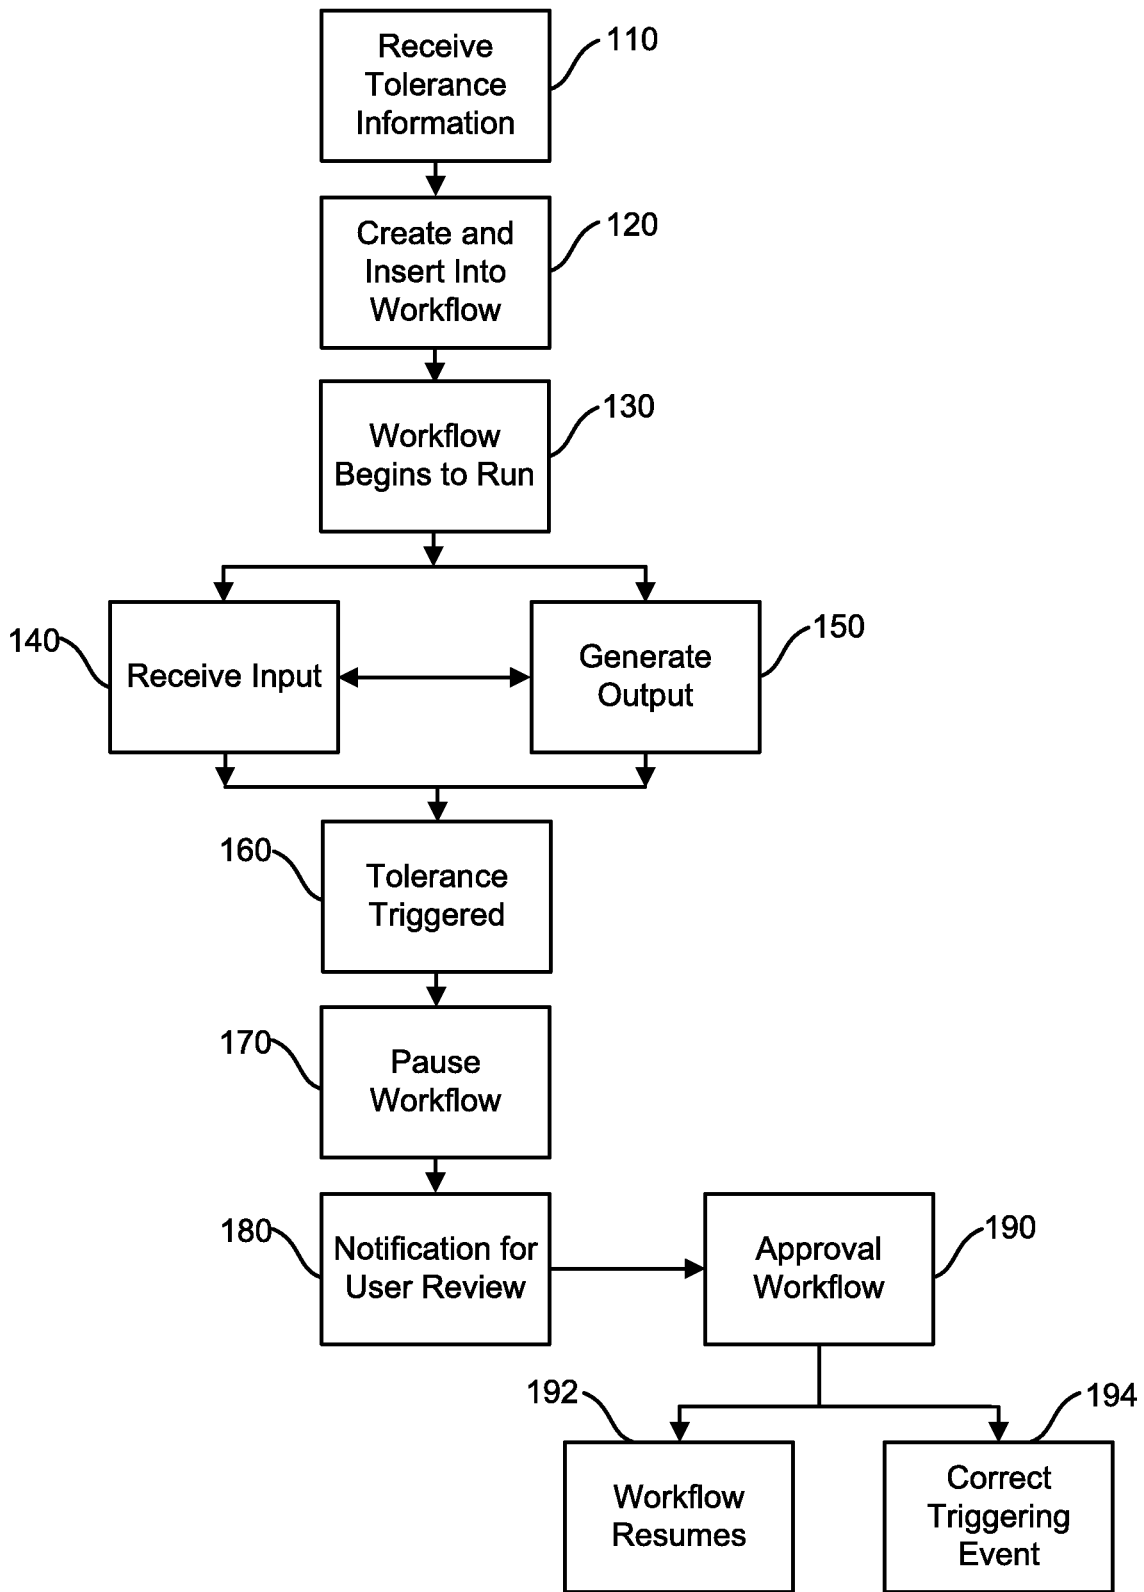 Receive
Tolerance
Information
110
Create and
Insert Into
Workflow
120
Workflow
Begins to Run
130
140
Receive Input
Generate
Output
150
160
Tolerance
Triggered
170
Pause
Workflow
180
Notification for
User Review
Approval
Workflow
190
192
Workflow
Resumes
194
Correct
Triggering
Event